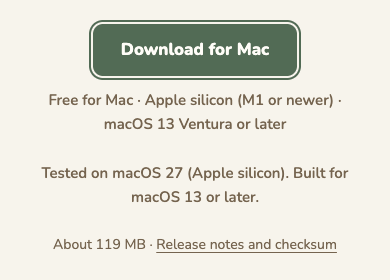 Download for Mac
Free for Mac · Apple silicon (M1 or newer) ·
macOS 13 Ventura or later
Tested on macOS 27 (Apple silicon). Built for
macOS 13 or later.
About 119 MB · Release notes and checksum